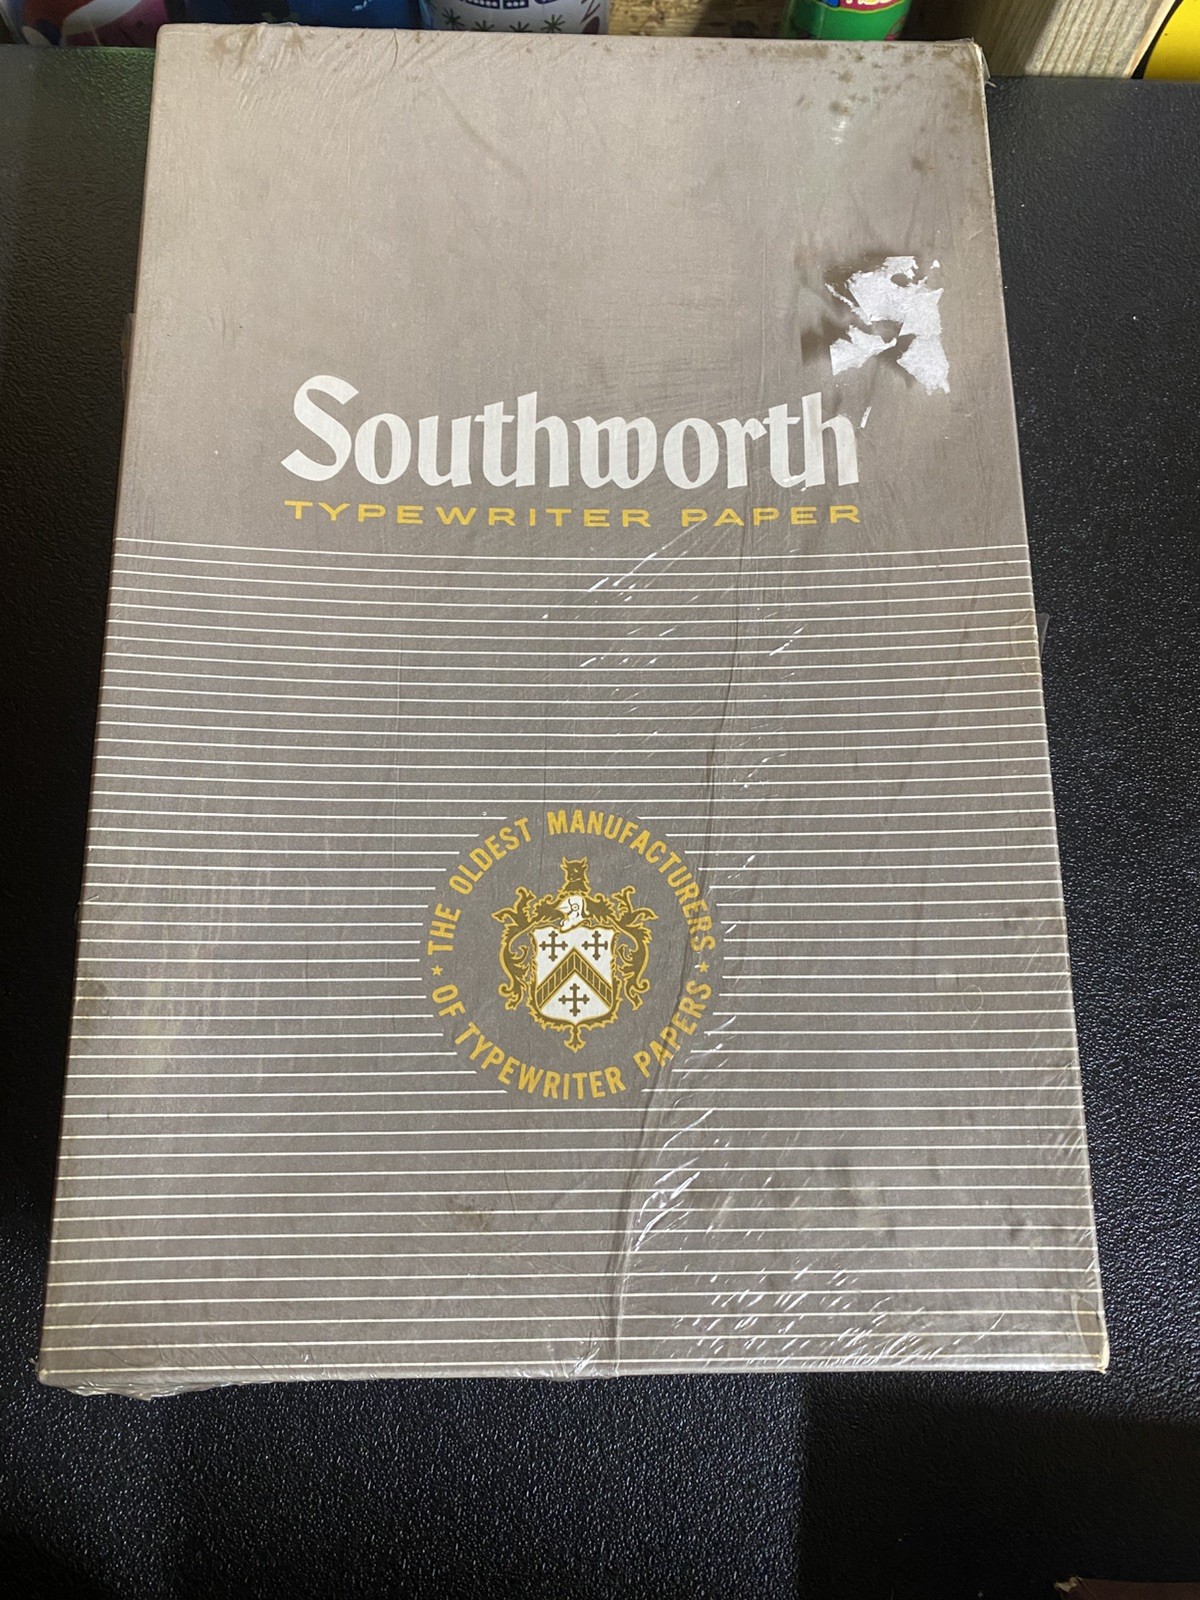 Southworth
TYPEWRITER PAPER
THE OLDEST MANUFACTURERS
OF TYPEWRITER PAPERS